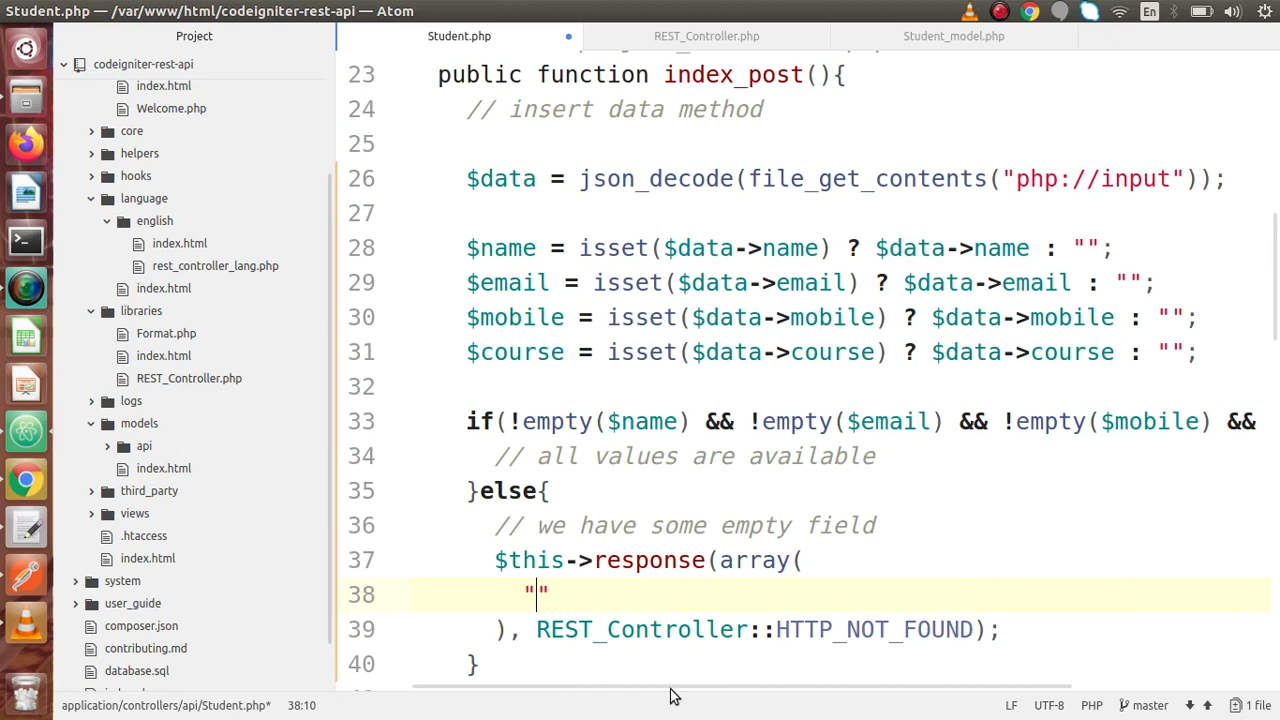 Student.php — /var/www/html/codeigniter-rest-api — Atom
En
Project
codeigniter-rest-api
index.html
Welcome.php
core
helpers
hooks
language
english
index.html
rest_controller_lang.php
index.html
libraries
Format.php
index.html
REST_Controller.php
logs
models
api
index.html
third_party
views
.htaccess
index.html
system
user_guide
composer.json
contributing.md
database.sql
Student.php
REST_Controller.php
Student_model.php
23 public function index_post(){
24 // insert data method
25
26 $data = json_decode(file_get_contents("php://input"));
27
28 $name = isset($data->name) ? $data->name : "";
29 $email = isset($data->email) ? $data->email : "";
30 $mobile = isset($data->mobile) ? $data->mobile : "";
31 $course = isset($data->course) ? $data->course : "";
32
33 if(!empty($name) && !empty($email) && !empty($mobile) &&
34 // all values are available
35 }else{
36 // we have some empty field
37 $this->response(array(
38 ""
39 ), REST_Controller::HTTP_NOT_FOUND);
40 }
application/controllers/api/Student.php* 38:10
LF UTF-8 PHP master 1 file